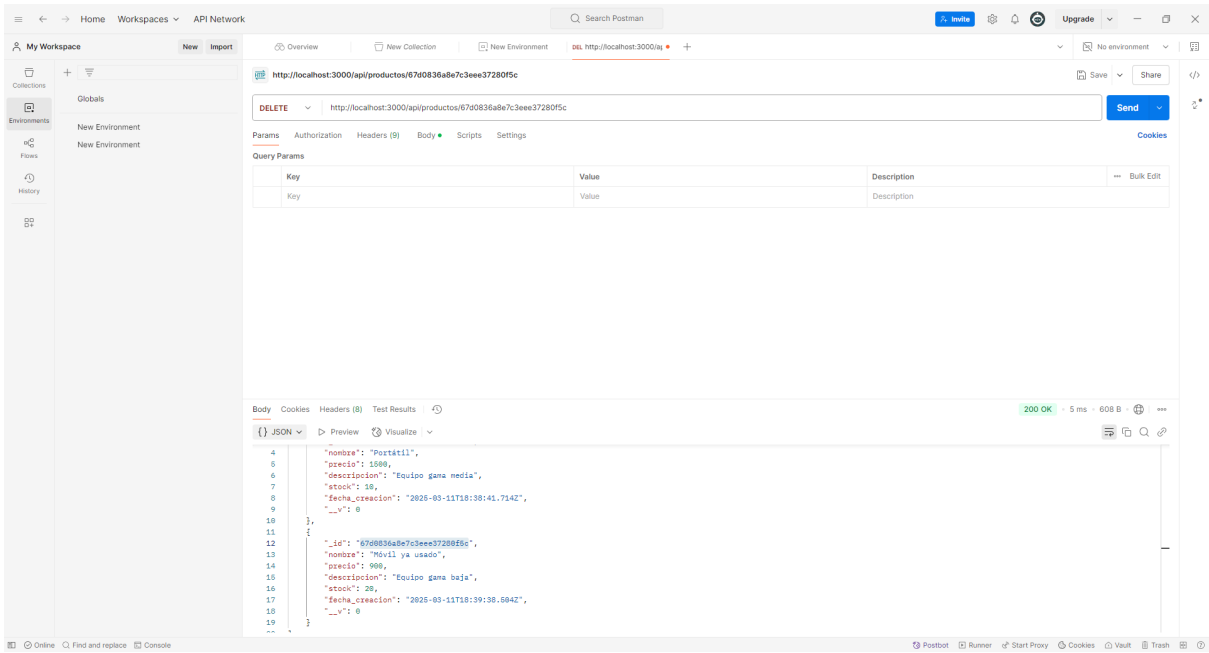 Home Workspaces API Network Search Postman Invite Upgrade
My Workspace New Import Overview New Collection New Environment DEL http://localhost:3000/ap No environment
Collections
Environments
Flows
History
Globals
New Environment
New Environment
HTTP http://localhost:3000/api/productos/67d0836a8e7c3eee37280f5c Save Share
DELETE http://localhost:3000/api/productos/67d0836a8e7c3eee37280f5c Send
Params Authorization Headers (9) Body Scripts Settings Cookies
Query Params
Key Value Description Bulk Edit
Key Value Description
Body Cookies Headers (8) Test Results 200 OK 5 ms 608 B
{} JSON Preview Visualize
4 "nombre": "Portátil",
5 "precio": 1500,
6 "descripcion": "Equipo gama media",
7 "stock": 10,
8 "fecha_creacion": "2025-03-11T18:38:41.714Z",
9 "__v": 0
10 },
11 {
12 "_id": "67d0836a8e7c3eee37280f5c",
13 "nombre": "Móvil ya usado",
14 "precio": 900,
15 "descripcion": "Equipo gama baja",
16 "stock": 20,
17 "fecha_creacion": "2025-03-11T18:39:38.504Z",
18 "__v": 0
19 }
Online Find and replace Console Postbot Runner Start Proxy Cookies Vault Trash